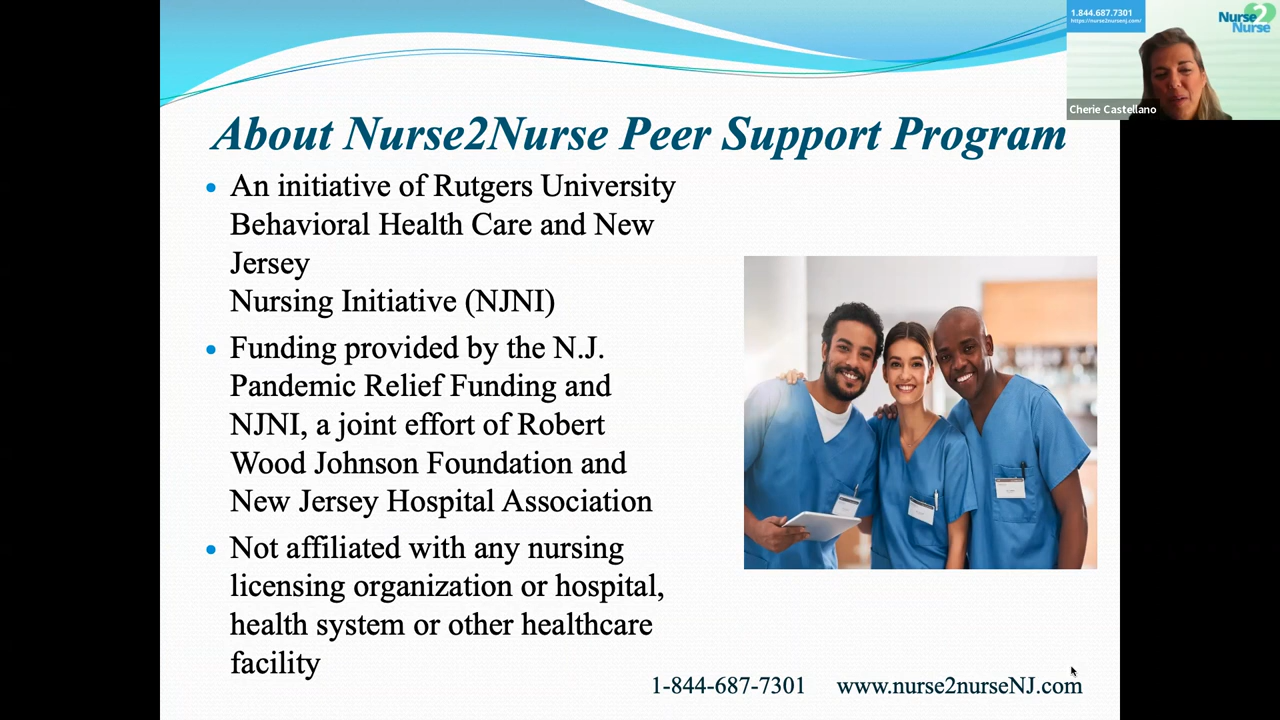 1.844.687.7301
https://nurse2nursenj.com/
Nurse2
Nurse
Cherie Castellano
About Nurse2Nurse Peer Support Program
An initiative of Rutgers University
Behavioral Health Care and New
Jersey
Nursing Initiative (NJNI)
Funding provided by the N.J.
Pandemic Relief Funding and
NJNI, a joint effort of Robert
Wood Johnson Foundation and
New Jersey Hospital Association
Not affiliated with any nursing
licensing organization or hospital,
health system or other healthcare
facility
1-844-687-7301 www.nurse2nurseNJ.com